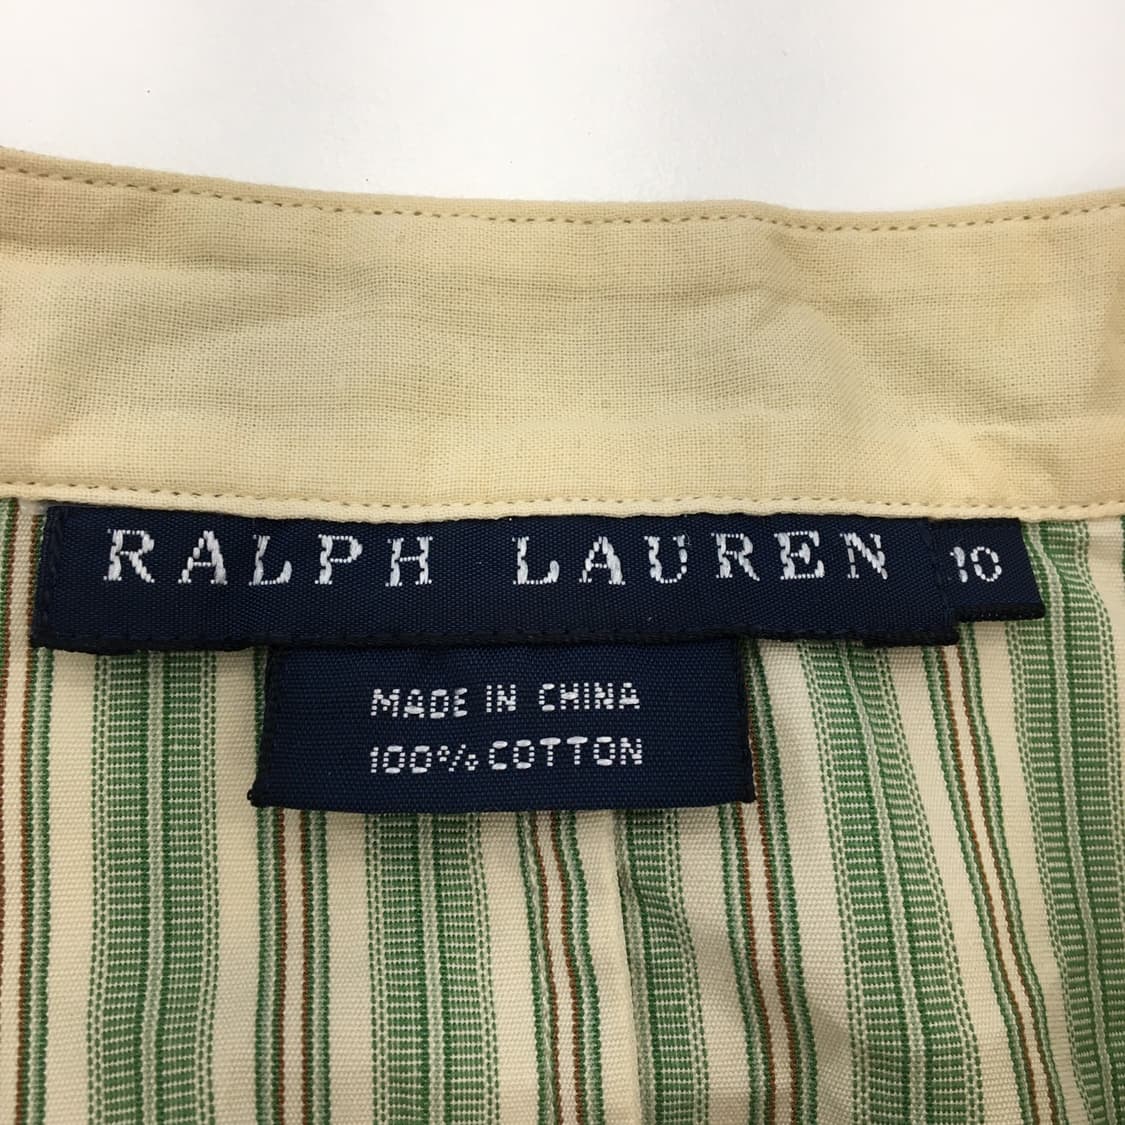 RALPH LAUREN 10
MADE IN CHINA
100% COTTON